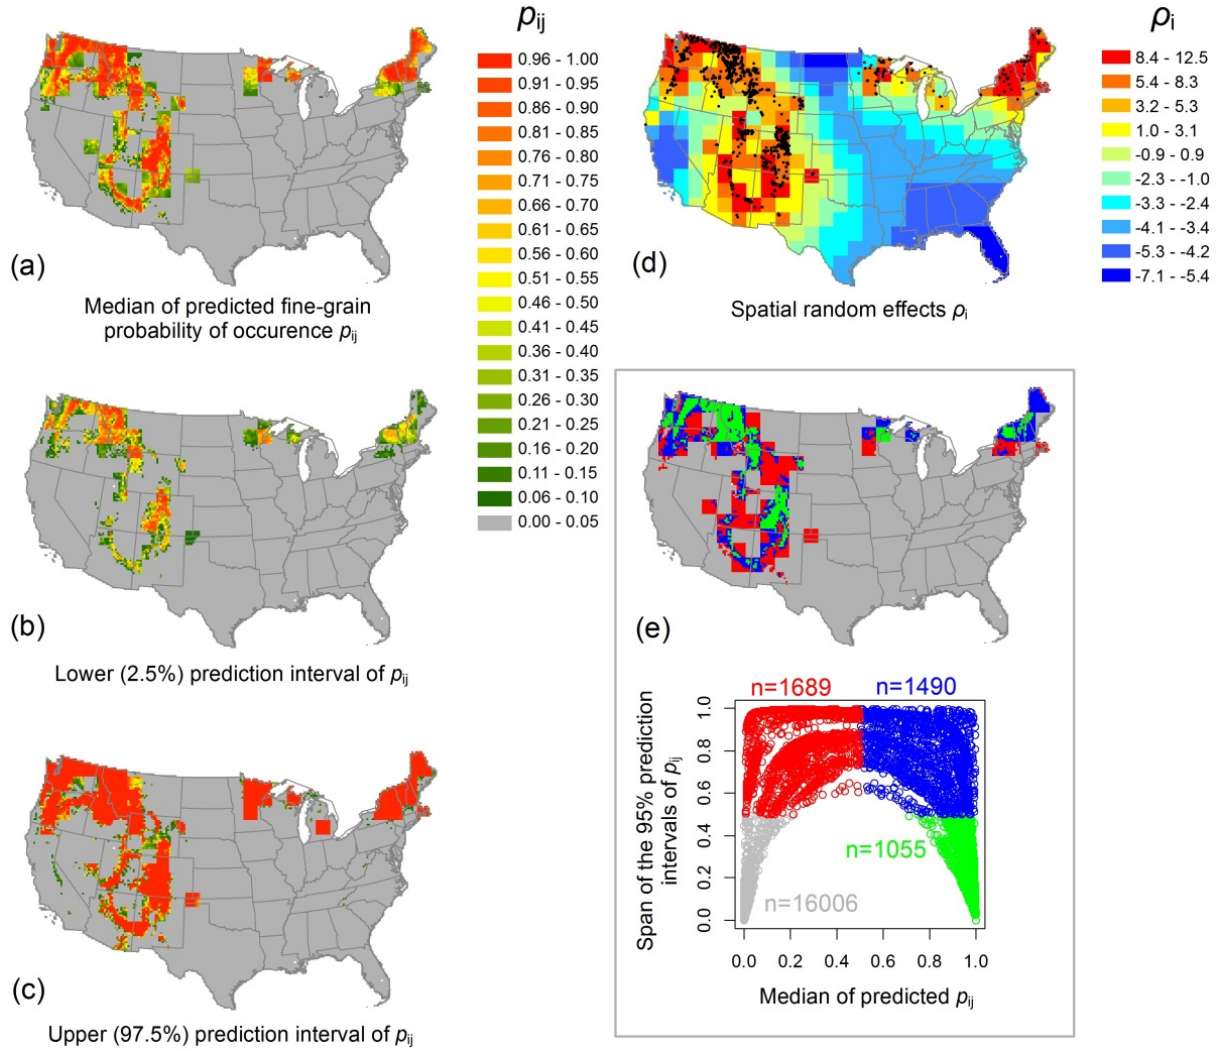 pij
0.96 - 1.00
0.91 - 0.95
0.86 - 0.90
0.81 - 0.85
0.76 - 0.80
0.71 - 0.75
0.66 - 0.70
0.61 - 0.65
0.56 - 0.60
0.51 - 0.55
0.46 - 0.50
0.41 - 0.45
0.36 - 0.40
0.31 - 0.35
0.26 - 0.30
0.21 - 0.25
0.16 - 0.20
0.11 - 0.15
0.06 - 0.10
0.00 - 0.05
(a)
Median of predicted fine-grain
probability of occurence pij
(b)
Lower (2.5%) prediction interval of pij
(c)
Upper (97.5%) prediction interval of pij
ρi
8.4 - 12.5
5.4 - 8.3
3.2 - 5.3
1.0 - 3.1
-0.9 - 0.9
-2.3 - -1.0
-3.3 - -2.4
-4.1 - -3.4
-5.3 - -4.2
-7.1 - -5.4
(d)
Spatial random effects ρi
(e)
n=1689
n=1490
n=1055
n=16006
Span of the 95% prediction
intervals of pij
1.0
0.8
0.6
0.4
0.2
0.0
0.0 0.2 0.4 0.6 0.8 1.0
Median of predicted pij